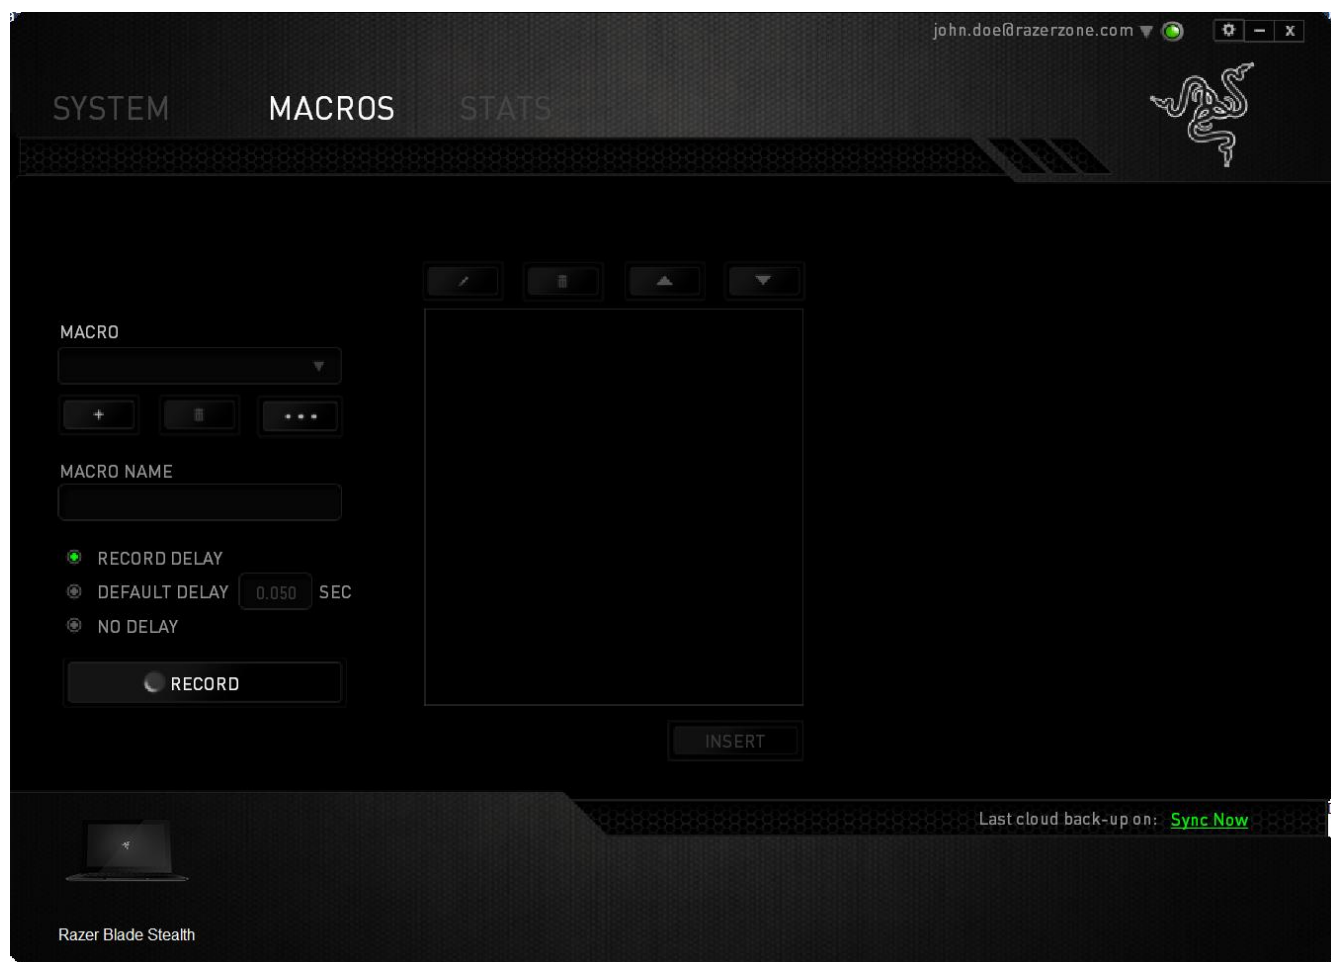 john.doe@razerzone.com
SYSTEM MACROS STATS
MACRO
MACRO NAME
RECORD DELAY
DEFAULT DELAY 0.050 SEC
NO DELAY
RECORD
INSERT
Last cloud back-up on: Sync Now
Razer Blade Stealth